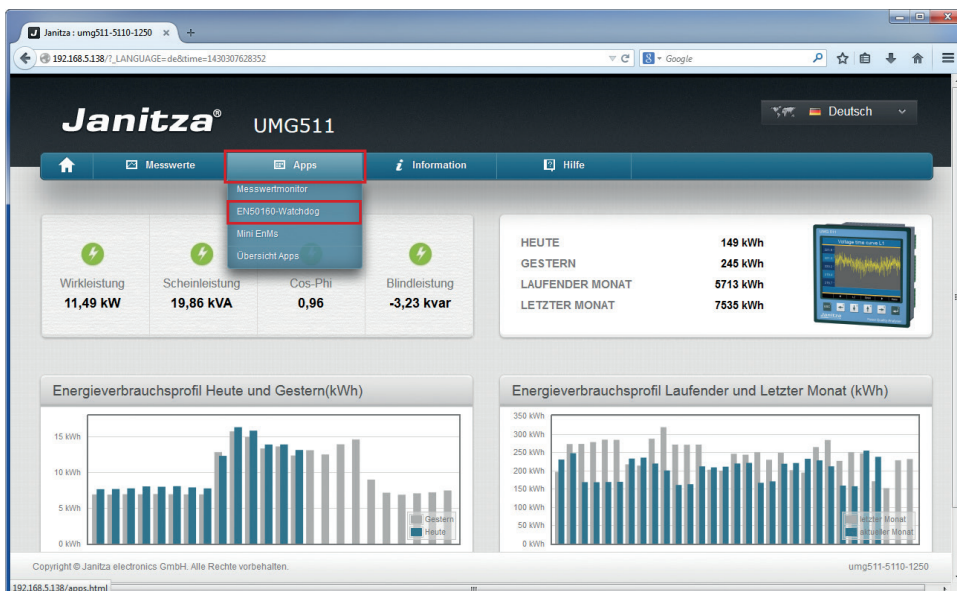 Janitza : umg511-5110-1250
192.168.5.138/?_LANGUAGE=de&time=1430307628352
Google
Janitza®
UMG511
Deutsch
Messwerte
Apps
Information
Hilfe
Messwertmonitor
EN50160-Watchdog
Mini EnMs
Übersicht Apps
Wirkleistung
11,49 kW
Scheinleistung
19,86 kVA
Cos-Phi
0,96
Blindleistung
-3,23 kvar
HEUTE 149 kWh
GESTERN 245 kWh
LAUFENDER MONAT 5713 kWh
LETZTER MONAT 7535 kWh
Voltage time curve L1
Energieverbrauchsprofil Heute und Gestern(kWh)
15 kWh
10 kWh
5 kWh
0 kWh
Gestern
Heute
Energieverbrauchsprofil Laufender und Letzter Monat (kWh)
350 kWh
300 kWh
250 kWh
200 kWh
150 kWh
100 kWh
50 kWh
0 kWh
letzter Monat
aktueller Monat
Copyright © Janitza electronics GmbH. Alle Rechte vorbehalten.
umg511-5110-1250
192.168.5.138/apps.html